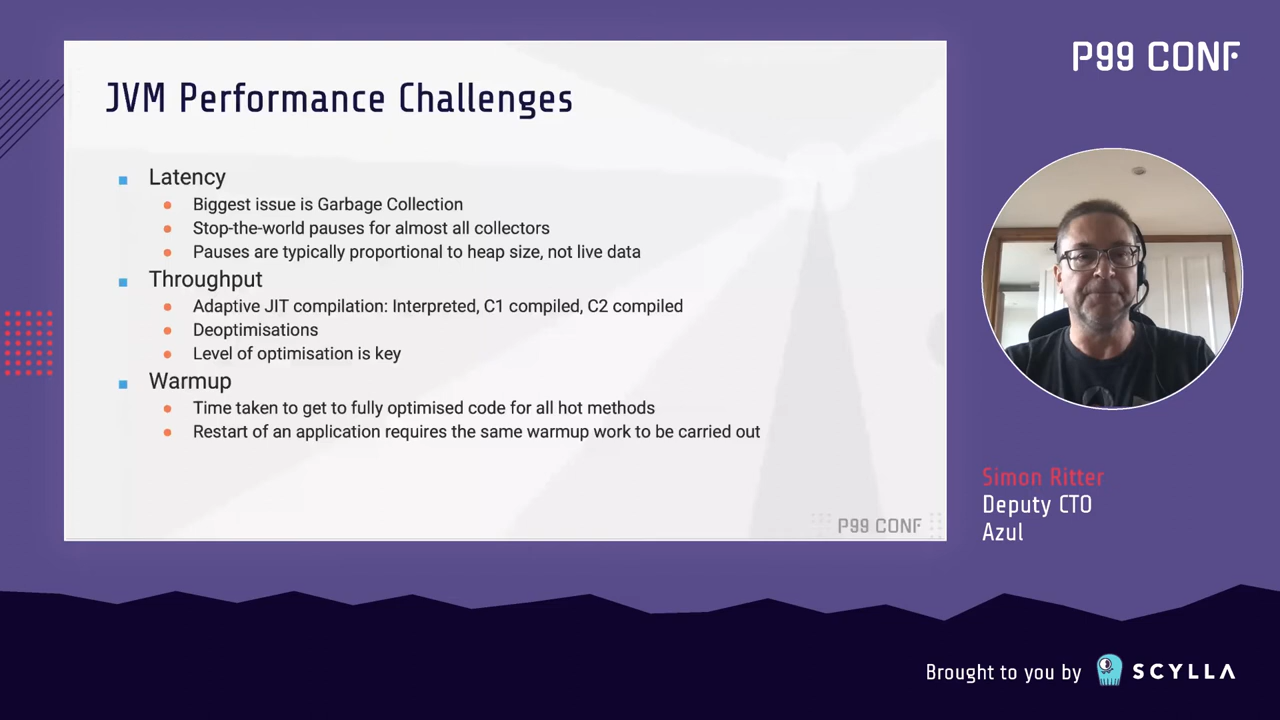 P99 CONF
JVM Performance Challenges
Latency
Biggest issue is Garbage Collection
Stop-the-world pauses for almost all collectors
Pauses are typically proportional to heap size, not live data
Throughput
Adaptive JIT compilation: Interpreted, C1 compiled, C2 compiled
Deoptimisations
Level of optimisation is key
Warmup
Time taken to get to fully optimised code for all hot methods
Restart of an application requires the same warmup work to be carried out
P99 CONF
Simon Ritter
Deputy CTO
Azul
Brought to you by SCYLLA